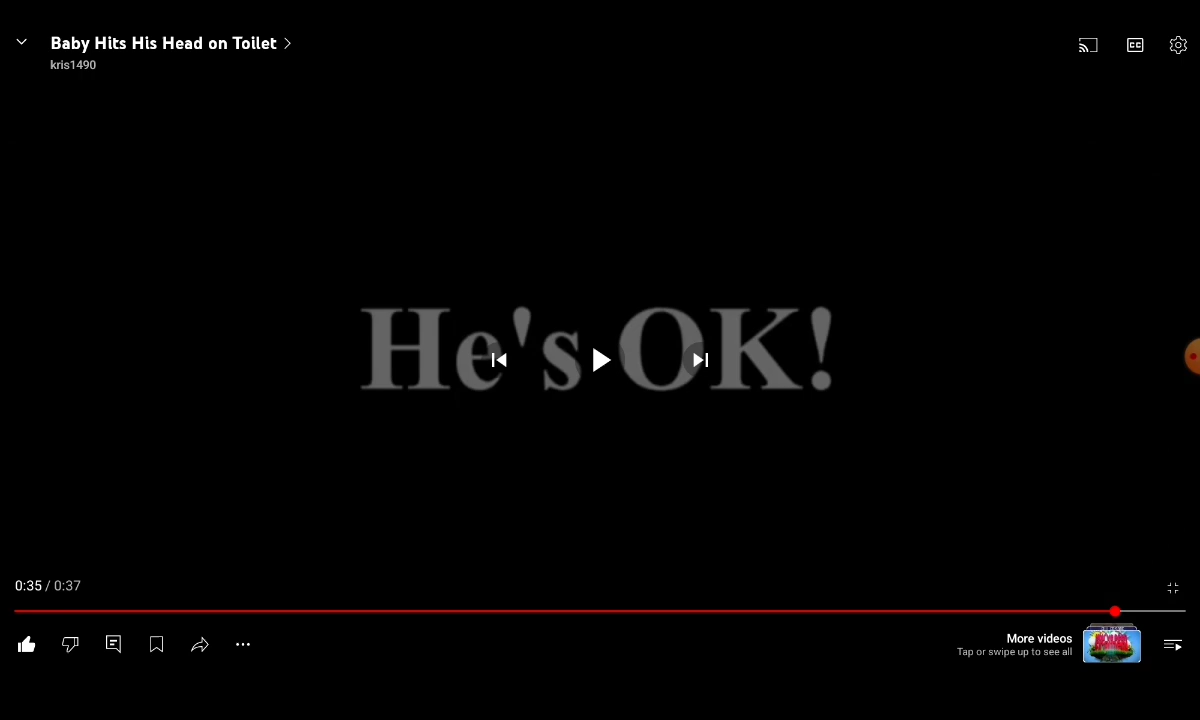 Baby Hits His Head on Toilet
kris1490
CC
He's OK!
0:35 / 0:37
More videos
Tap or swipe up to see all